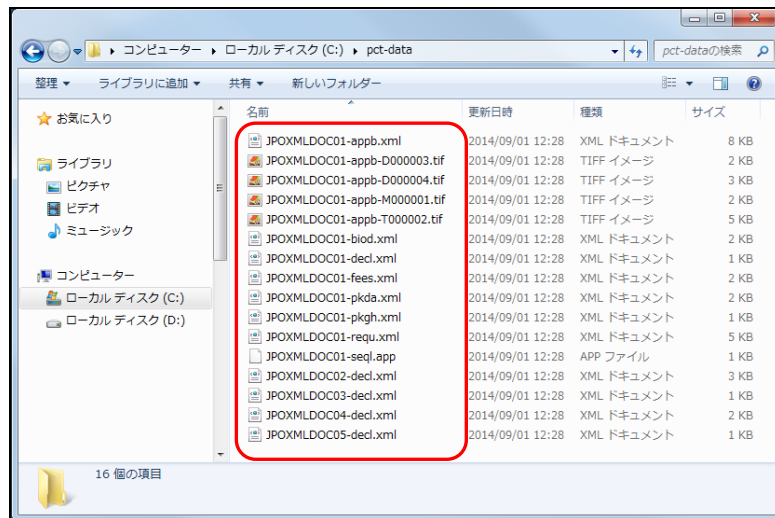 コンピューター ▸ ローカル ディスク (C:) ▸ pct-data
pct-dataの検索
整理 ライブラリに追加 共有 新しいフォルダー
お気に入り
ライブラリ
ピクチャ
ビデオ
ミュージック
コンピューター
ローカル ディスク (C:)
ローカル ディスク (D:)
名前 更新日時 種類 サイズ
JPOXMLDOC01-appb.xml 2014/09/01 12:28 XML ドキュメント 8 KB
JPOXMLDOC01-appb-D000003.tif 2014/09/01 12:28 TIFF イメージ 2 KB
JPOXMLDOC01-appb-D000004.tif 2014/09/01 12:28 TIFF イメージ 3 KB
JPOXMLDOC01-appb-M000001.tif 2014/09/01 12:28 TIFF イメージ 2 KB
JPOXMLDOC01-appb-T000002.tif 2014/09/01 12:28 TIFF イメージ 5 KB
JPOXMLDOC01-biod.xml 2014/09/01 12:28 XML ドキュメント 2 KB
JPOXMLDOC01-decl.xml 2014/09/01 12:28 XML ドキュメント 1 KB
JPOXMLDOC01-fees.xml 2014/09/01 12:28 XML ドキュメント 2 KB
JPOXMLDOC01-pkda.xml 2014/09/01 12:28 XML ドキュメント 2 KB
JPOXMLDOC01-pkgh.xml 2014/09/01 12:28 XML ドキュメント 1 KB
JPOXMLDOC01-requ.xml 2014/09/01 12:28 XML ドキュメント 5 KB
JPOXMLDOC01-seql.app 2014/09/01 12:28 APP ファイル 1 KB
JPOXMLDOC02-decl.xml 2014/09/01 12:28 XML ドキュメント 3 KB
JPOXMLDOC03-decl.xml 2014/09/01 12:28 XML ドキュメント 1 KB
JPOXMLDOC04-decl.xml 2014/09/01 12:28 XML ドキュメント 2 KB
JPOXMLDOC05-decl.xml 2014/09/01 12:28 XML ドキュメント 1 KB
16 個の項目